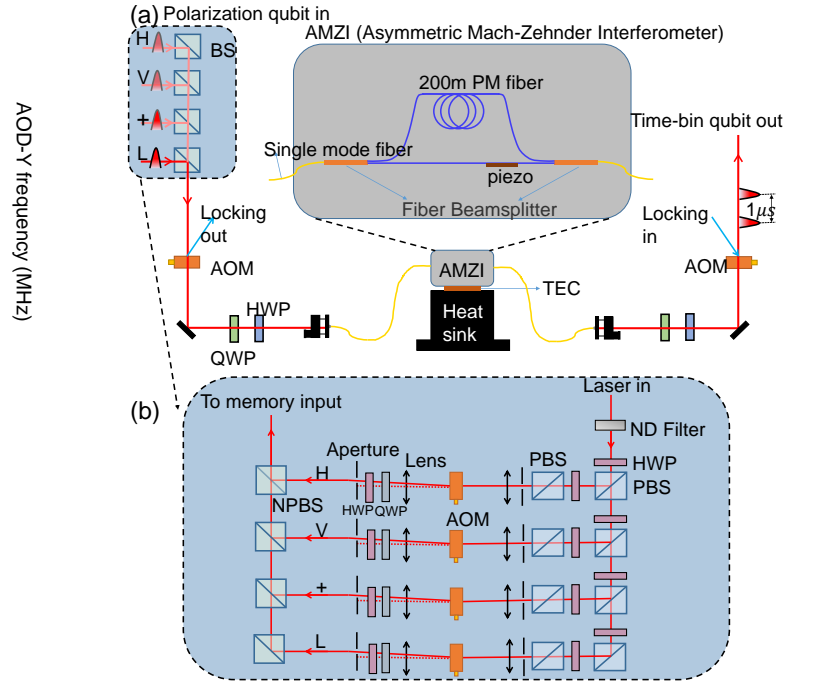 (a) Polarization qubit in
H
BS
V
+
L
AOD-Y frequency (MHz)
AMZI (Asymmetric Mach-Zehnder Interferometer)
200m PM fiber
Single mode fiber
piezo
Fiber Beamsplitter
Time-bin qubit out
1μs
Locking
out
AOM
Locking
in
AOM
AMZI
TEC
Heat
sink
HWP
QWP
(b)
To memory input
Laser in
ND Filter
Aperture
H
Lens
PBS
HWP
PBS
NPBS
HWP
QWP
AOM
V
+
L